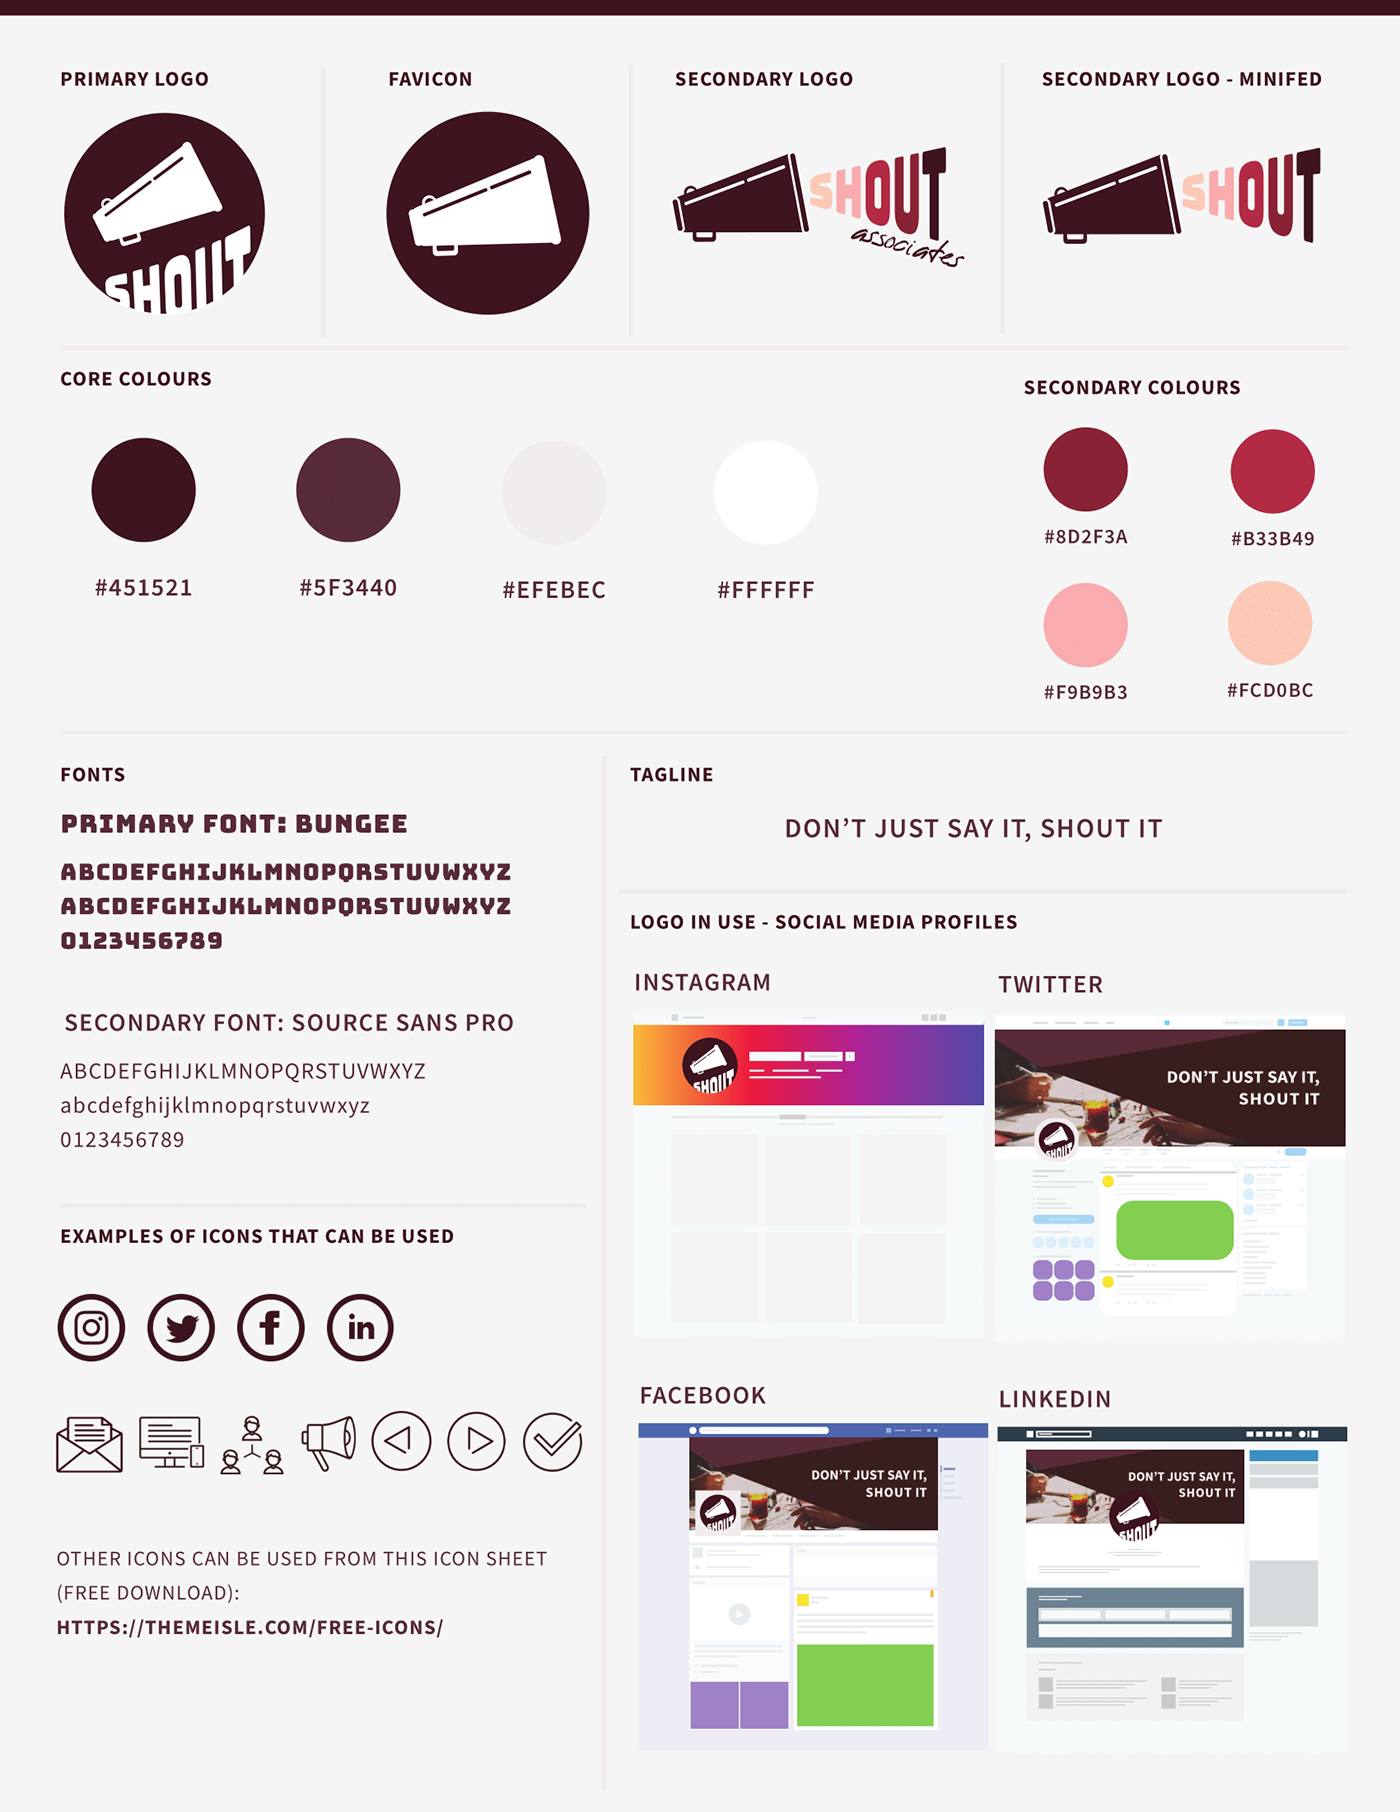 PRIMARY LOGO
SHOUT
FAVICON
SECONDARY LOGO
SHOUT
associates
SECONDARY LOGO - MINIFED
SHOUT
CORE COLOURS
#451521
#5F3440
#EFEBEC
#FFFFFF
SECONDARY COLOURS
#8D2F3A
#B33B49
#F9B9B3
#FCD0BC
FONTS
PRIMARY FONT: BUNGEE
ABCDEFGHIJKLMNOPQRSTUVWXYZ
ABCDEFGHIJKLMNOPQRSTUVWXYZ
0123456789
SECONDARY FONT: SOURCE SANS PRO
ABCDEFGHIJKLMNOPQRSTUVWXYZ
abcdefghijklmnopqrstuvwxyz
0123456789
EXAMPLES OF ICONS THAT CAN BE USED
in
OTHER ICONS CAN BE USED FROM THIS ICON SHEET
(FREE DOWNLOAD):
HTTPS://THEMEISLE.COM/FREE-ICONS/
TAGLINE
DON'T JUST SAY IT, SHOUT IT
LOGO IN USE - SOCIAL MEDIA PROFILES
INSTAGRAM
SHOUT
TWITTER
DON'T JUST SAY IT,
SHOUT IT
SHOUT
FACEBOOK
DON'T JUST SAY IT,
SHOUT IT
SHOUT
LINKEDIN
DON'T JUST SAY IT,
SHOUT IT
SHOUT